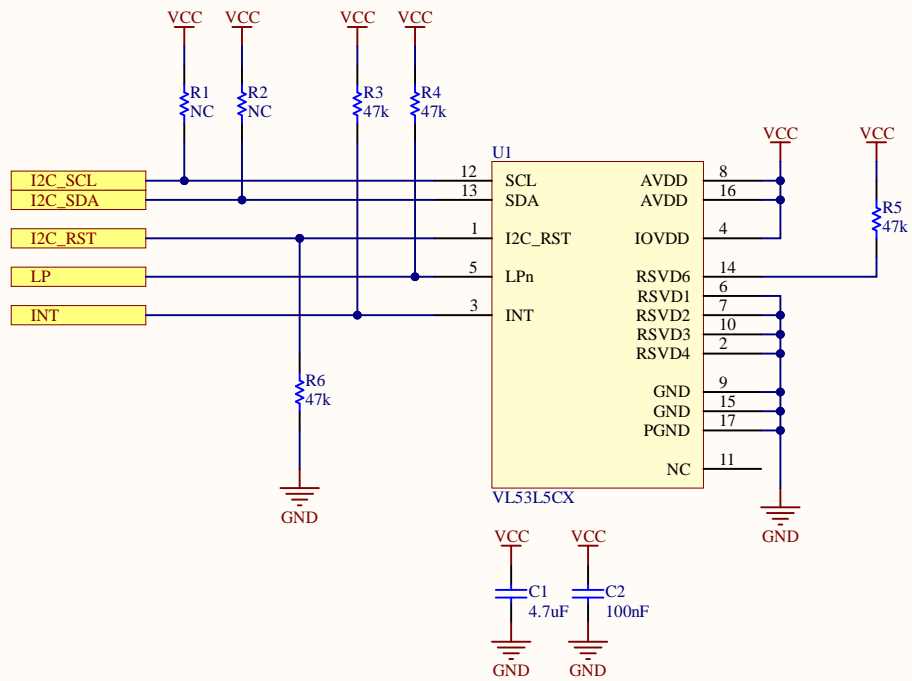 VCC VCC VCC VCC
R1 R2 R3 R4
NC NC 47k 47k
VCC VCC
U1
I2C_SCL 12 SCL AVDD 8
I2C_SDA 13 SDA AVDD 16
R5
47k
I2C_RST 1 I2C_RST IOVDD 4
LP 5 LPn RSVD6 14
RSVD1 6
INT 3 INT RSVD2 7
RSVD3 10
RSVD4 2
R6
47k
GND 9
GND 15
PGND 17
NC 11
VL53L5CX
GND
GND
VCC VCC
C1 C2
4.7uF 100nF
GND GND